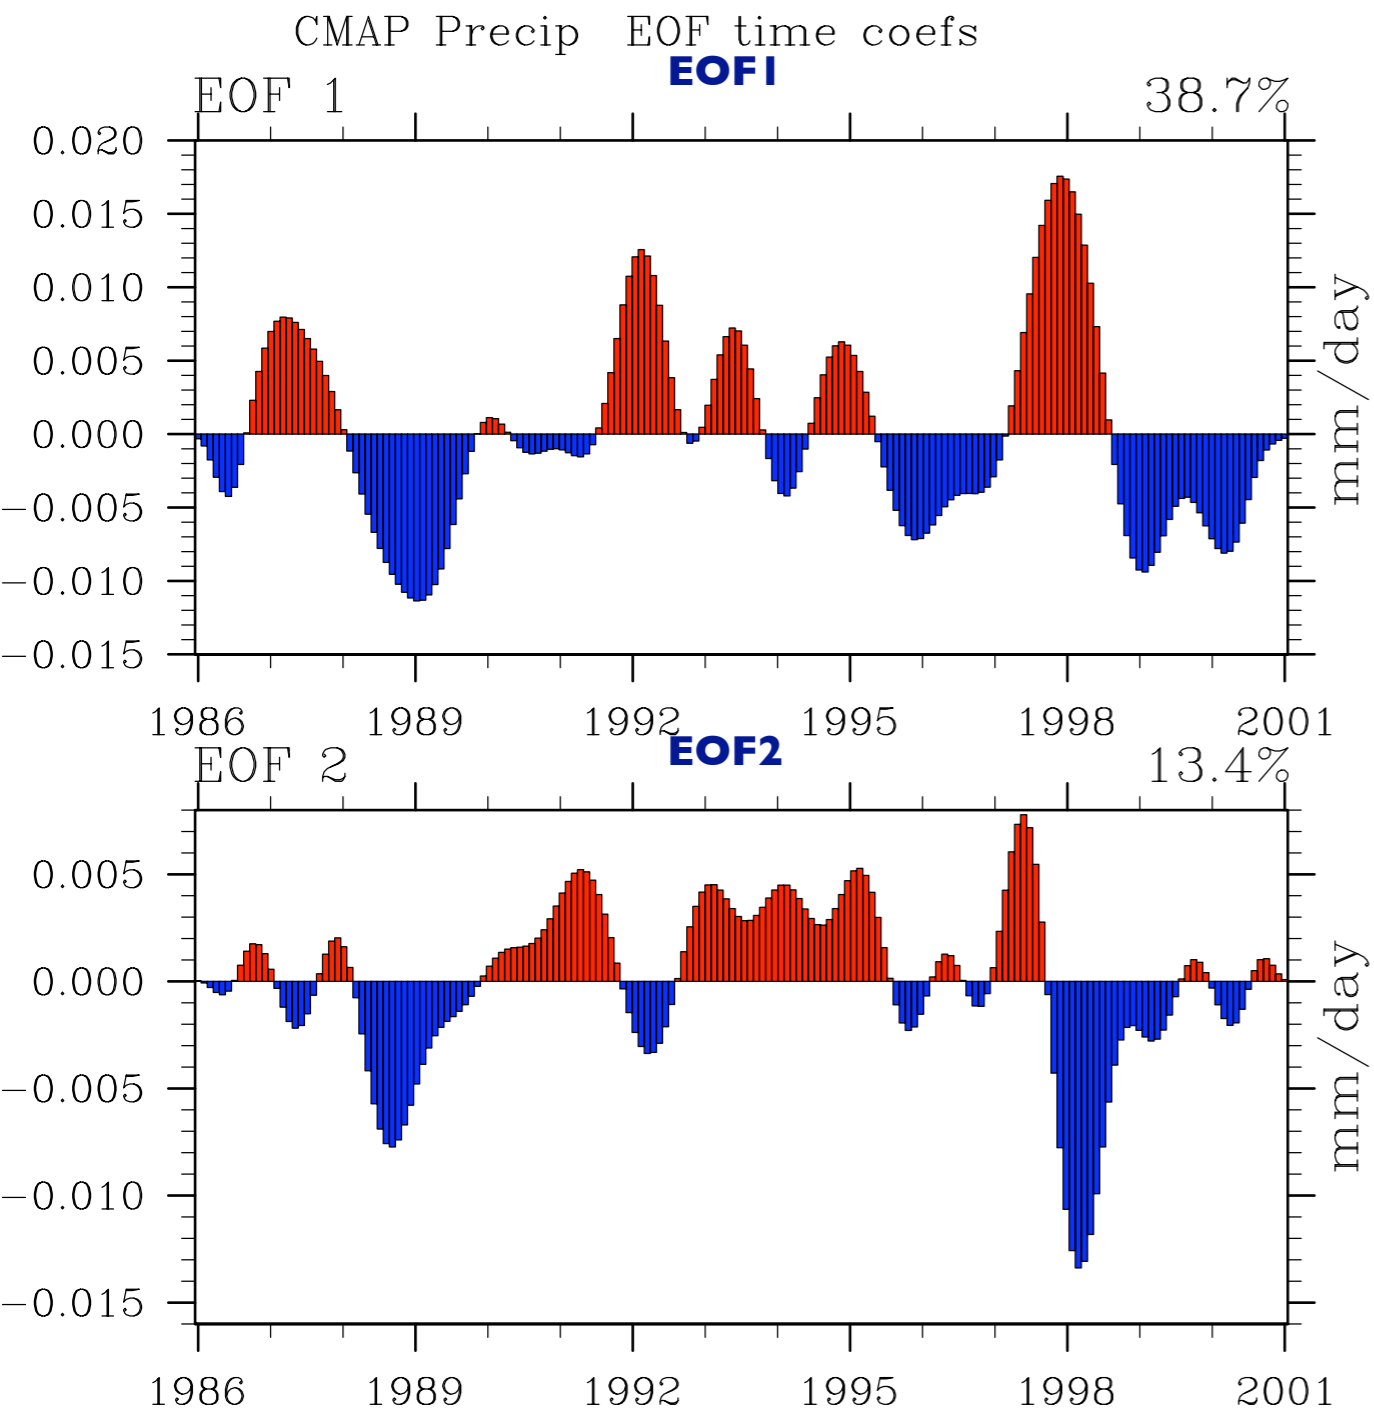 CMAP Precip EOF time coefs
EOF1
EOF 1 38.7%
0.020
0.015
0.010
0.005
0.000
−0.005
−0.010
−0.015
mm/day
1986 1989 1992 1995 1998 2001
EOF2
EOF 2 13.4%
0.005
0.000
−0.005
−0.010
−0.015
mm/day
1986 1989 1992 1995 1998 2001